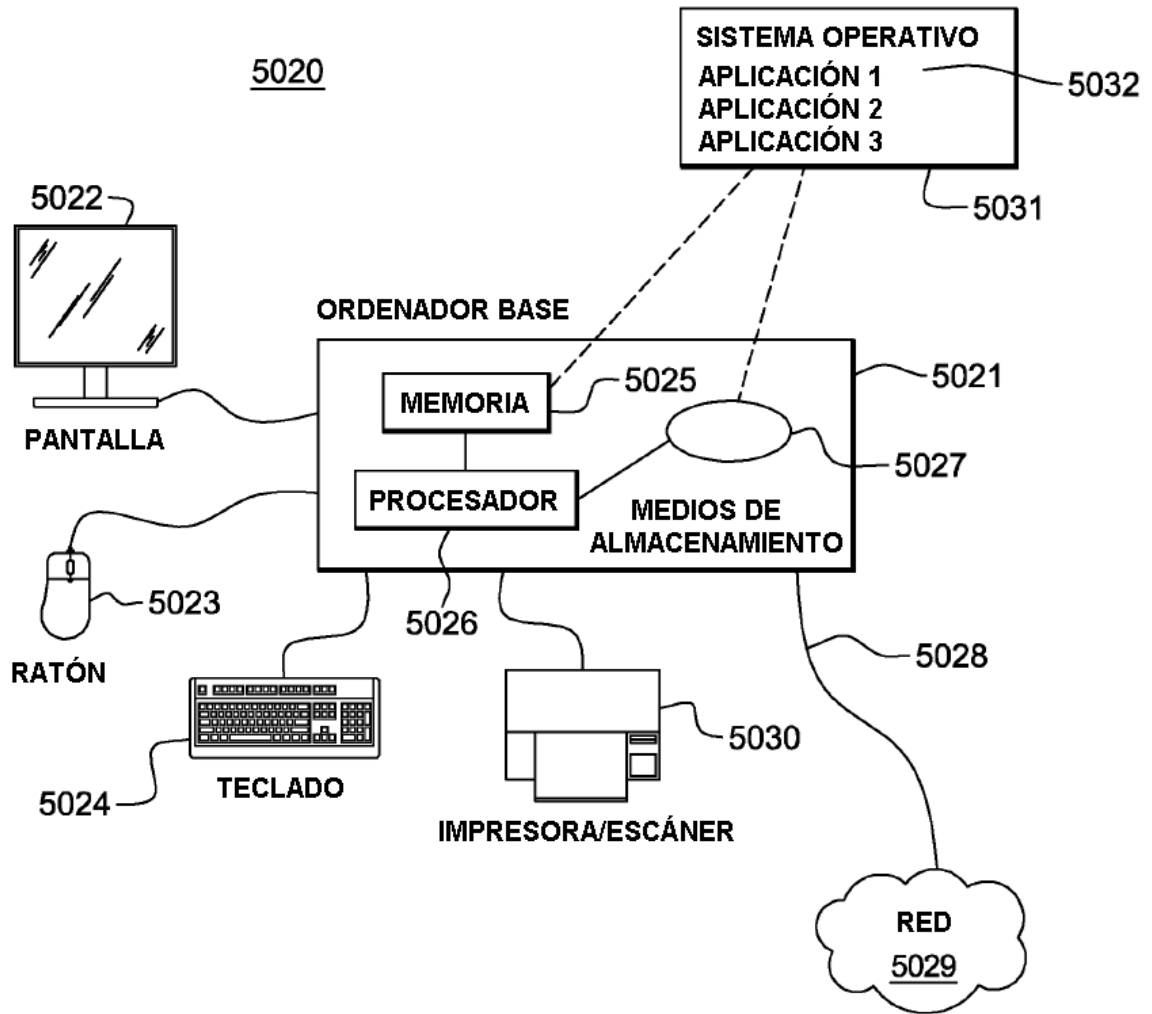 5020
SISTEMA OPERATIVO
APLICACIÓN 1
APLICACIÓN 2
APLICACIÓN 3
5032
5031
5022
PANTALLA
ORDENADOR BASE
5021
MEMORIA
5025
5027
PROCESADOR
MEDIOS DE
ALMACENAMIENTO
5026
5023
RATÓN
5024
TECLADO
5030
IMPRESORA/ESCÁNER
5028
RED
5029